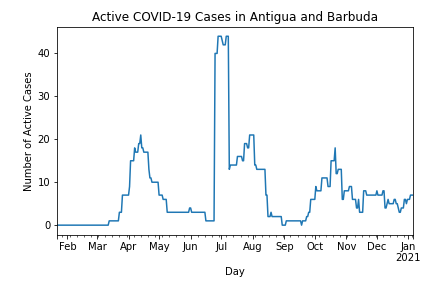 Active COVID-19 Cases in Antigua and Barbuda
Number of Active Cases
40
30
20
10
0
Feb Mar Apr May Jun Jul Aug Sep Oct Nov Dec Jan
2021
Day